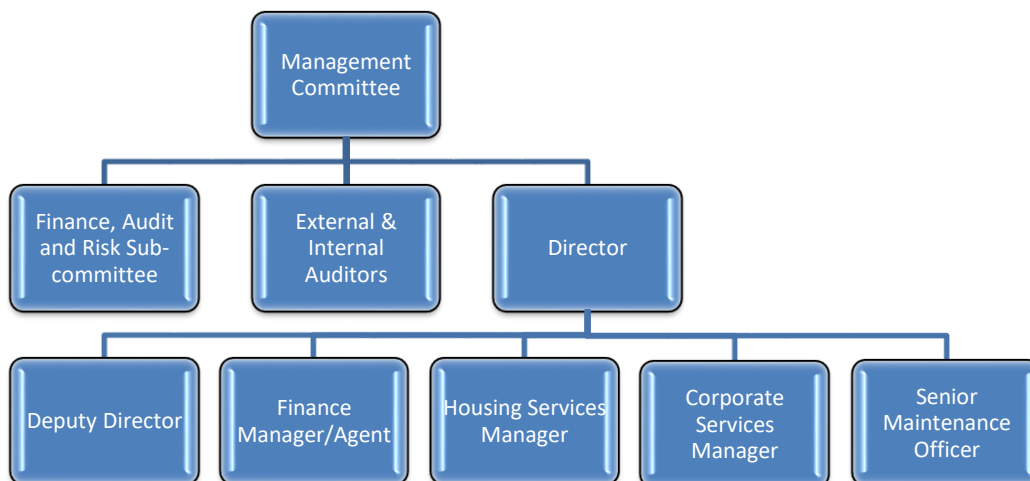 Management
Committee
Finance, Audit
and Risk Sub-
committee
External &
Internal
Auditors
Director
Deputy Director
Finance
Manager/Agent
Housing Services
Manager
Corporate
Services
Manager
Senior
Maintenance
Officer